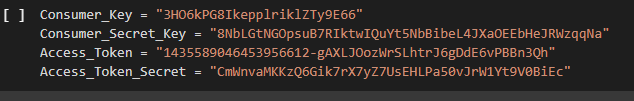 [ ] Consumer_Key = "3HO6kPG8IkepplriklZTy9E66"
Consumer_Secret_Key = "8NbLGtNGOpsuB7RIktwIQuYt5NbBibeL4JXaOEEbHeJRWzqqNa"
Access_Token = "1435589046453956612-gAXLJOozWrSLhtrJ6gDdE6vPBBn3Qh"
Access_Token_Secret = "CmWnvaMKKzQ6Gik7rX7yZ7UsEHLPa50vJrW1Yt9V0BiEc"